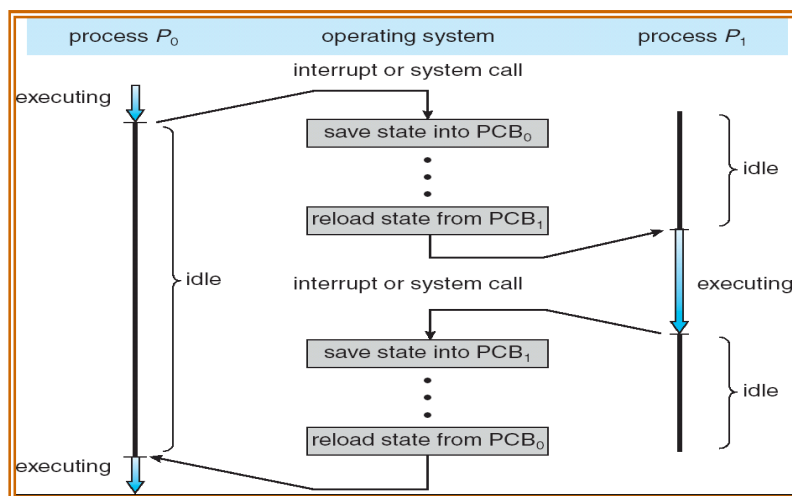 process P0 operating system process P1
interrupt or system call
executing
save state into PCB0
idle
reload state from PCB1
idle
interrupt or system call
executing
save state into PCB1
idle
reload state from PCB0
executing